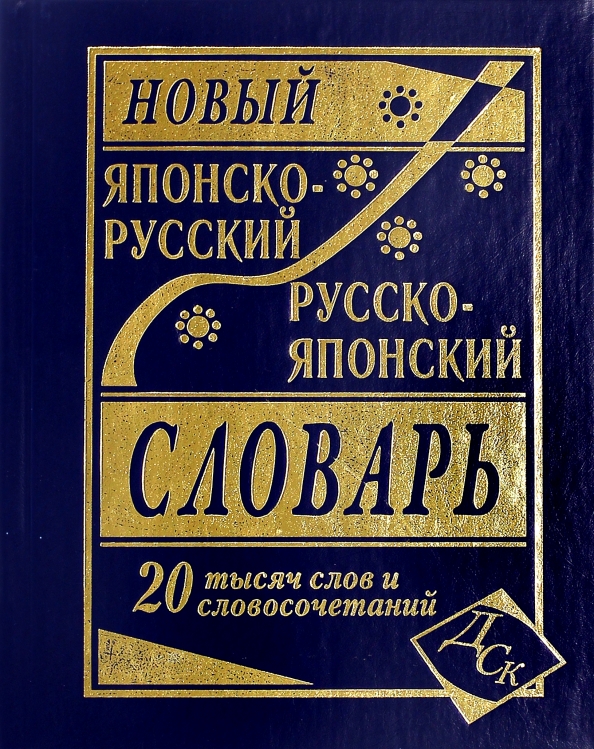 НОВЫЙ
ЯПОНСКО-
РУССКИЙ
РУССКО-
ЯПОНСКИЙ
СЛОВАРЬ
20 тысяч слов и
словосочетаний
ДСК